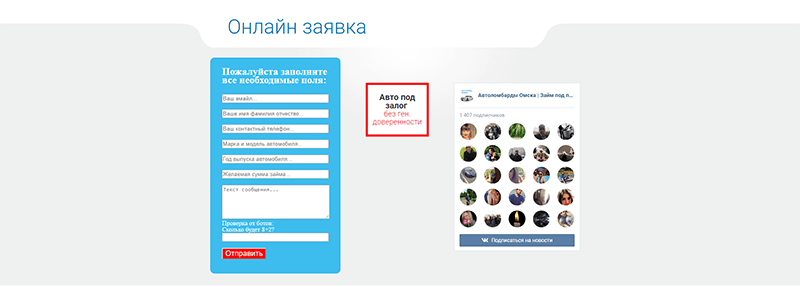 Онлайн заявка
Пожалуйста заполните
все необходимые поля:
Ваш емайл...
Ваше имя фамилия отчество...
Ваш контактный телефон...
Марка и модель автомобиля...
Год выпуска автомобиля...
Желаемая сумма займа...
Текст сообщения...
Проверка от ботов
Сколько будет 8+2?
Отправить
Авто под
залог
без ген.
доверенности
Автоломбарды Омска | Займ под п...
1 407 подписчиков
Подписаться на новости